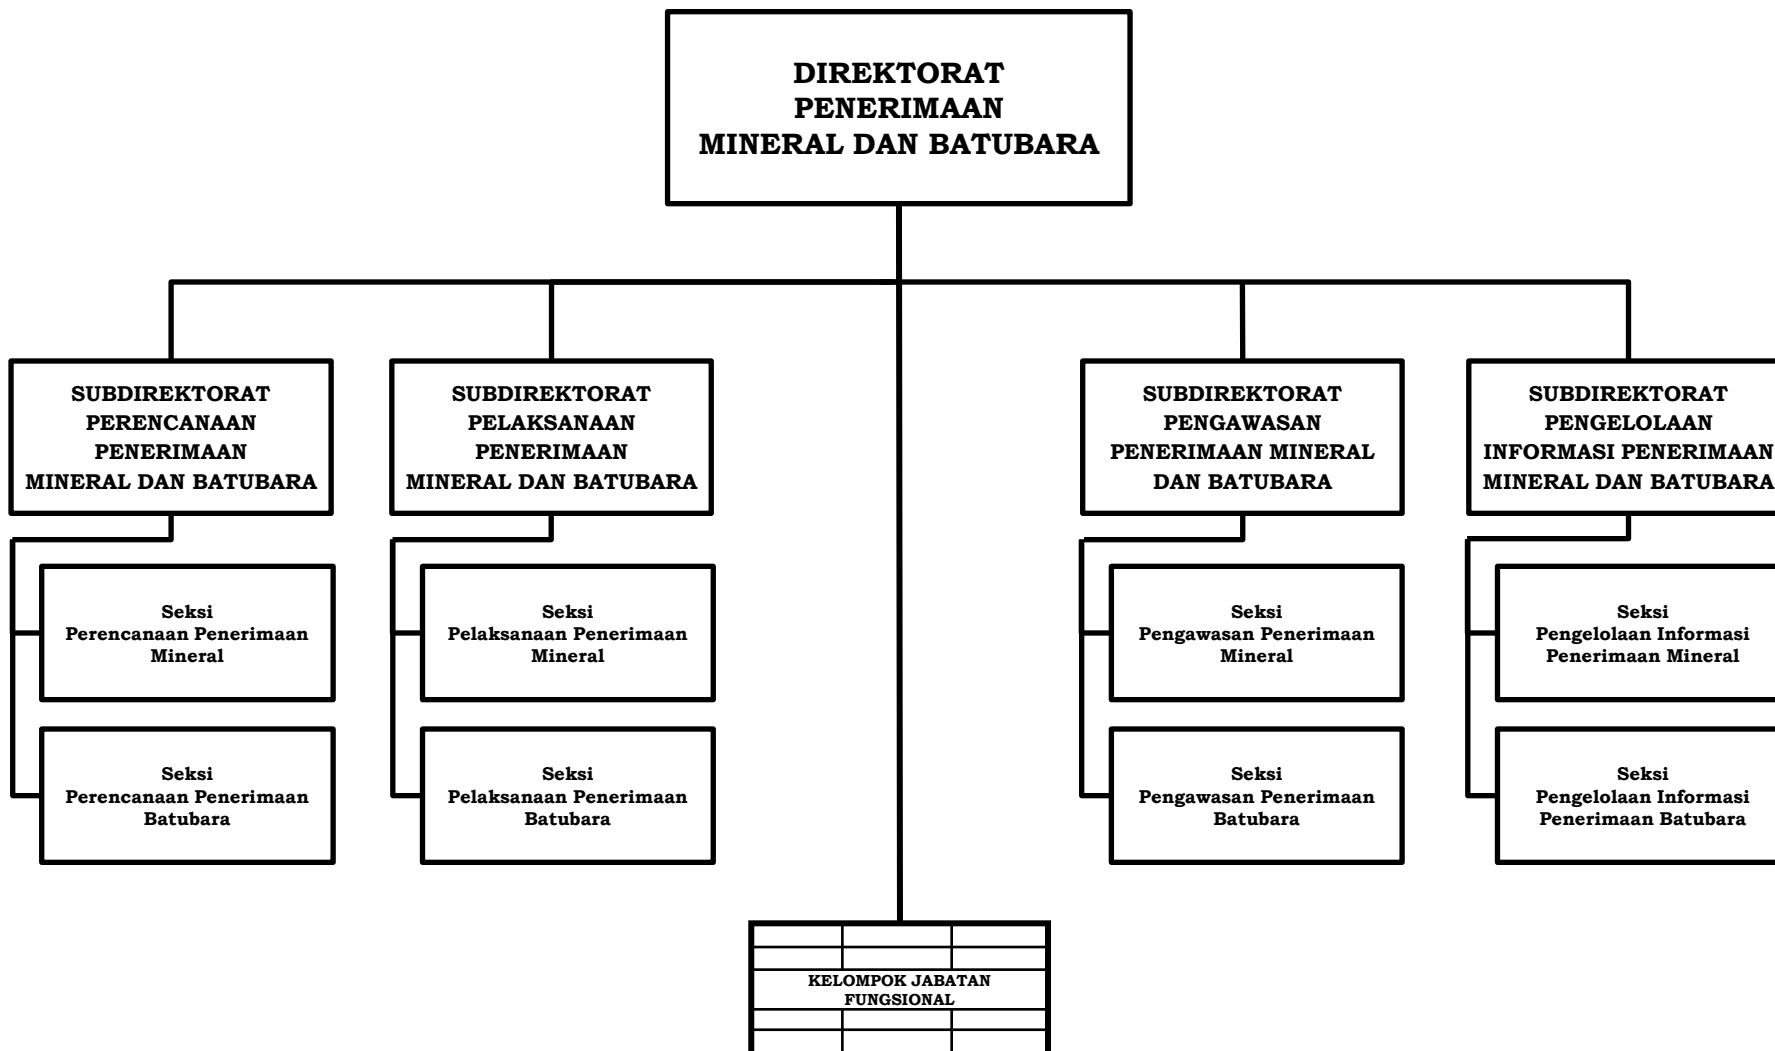 DIREKTORAT
PENERIMAAN
MINERAL DAN BATUBARA
SUBDIREKTORAT
PERENCANAAN
PENERIMAAN
MINERAL DAN BATUBARA
SUBDIREKTORAT
PELAKSANAAN
PENERIMAAN
MINERAL DAN BATUBARA
SUBDIREKTORAT
PENGAWASAN
PENERIMAAN MINERAL
DAN BATUBARA
SUBDIREKTORAT
PENGELOLAAN
INFORMASI PENERIMAAN
MINERAL DAN BATUBARA
Seksi
Perencanaan Penerimaan
Mineral
Seksi
Pelaksanaan Penerimaan
Mineral
Seksi
Pengawasan Penerimaan
Mineral
Seksi
Pengelolaan Informasi
Penerimaan Mineral
Seksi
Perencanaan Penerimaan
Batubara
Seksi
Pelaksanaan Penerimaan
Batubara
Seksi
Pengawasan Penerimaan
Batubara
Seksi
Pengelolaan Informasi
Penerimaan Batubara
KELOMPOK JABATAN
FUNGSIONAL